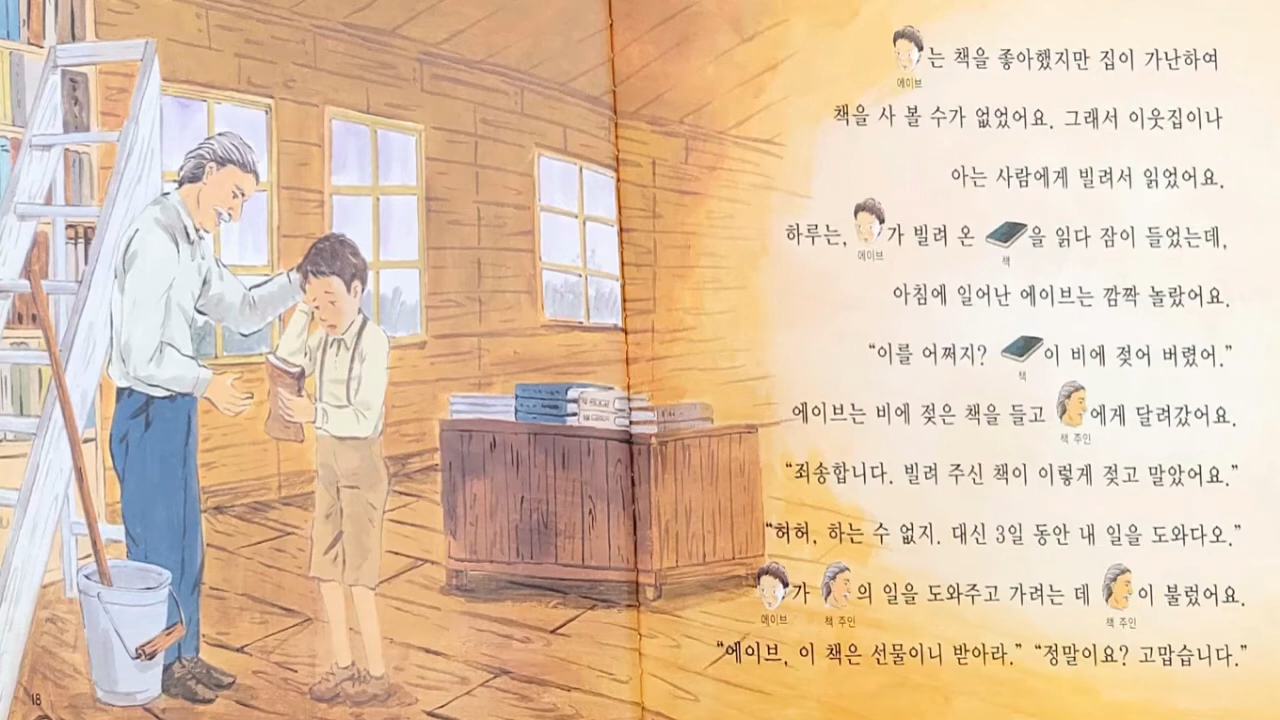 는 책을 좋아했지만 집이 가난하여
에이브
책을 사 볼 수가 없었어요. 그래서 이웃집이나
아는 사람에게 빌려서 읽었어요.
하루는, 가 빌려 온 을 읽다 잠이 들었는데,
에이브 책
아침에 일어난 에이브는 깜짝 놀랐어요.
“이를 어쩌지? 이 비에 젖어 버렸어.”
책
에이브는 비에 젖은 책을 들고 에게 달려갔어요.
책 주인
“죄송합니다. 빌려 주신 책이 이렇게 젖고 말았어요.”
“허허, 하는 수 없지. 대신 3일 동안 내 일을 도와다오.”
가 의 일을 도와주고 가려는 데 이 불렀어요.
에이브 책 주인 책 주인
“에이브, 이 책은 선물이니 받아라.” “정말이요? 고맙습니다.”
18